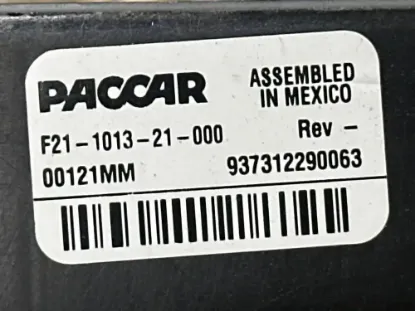 PACCAR
ASSEMBLED
IN MEXICO
F21-1013-21-000
Rev -
00121MM
937312290063